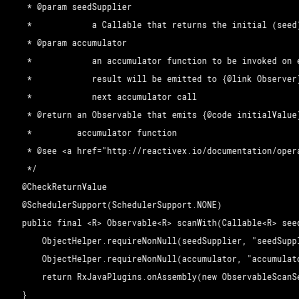 * @param seedSupplier
* a Callable that returns the initial (seed)
* @param accumulator
* an accumulator function to be invoked on
* result will be emitted to {@link Observer
* next accumulator call
* @return an Observable that emits {@code initialValue}
* accumulator function
* @see <a href="http://reactivex.io/documentation/oper
*/
@CheckReturnValue
@SchedulerSupport(SchedulerSupport.NONE)
public final <R> Observable<R> scanWith(Callable<R> see
ObjectHelper.requireNonNull(seedSupplier, "seedSuppl
ObjectHelper.requireNonNull(accumulator, "accumulato
return RxJavaPlugins.onAssembly(new ObservableScanSe
}